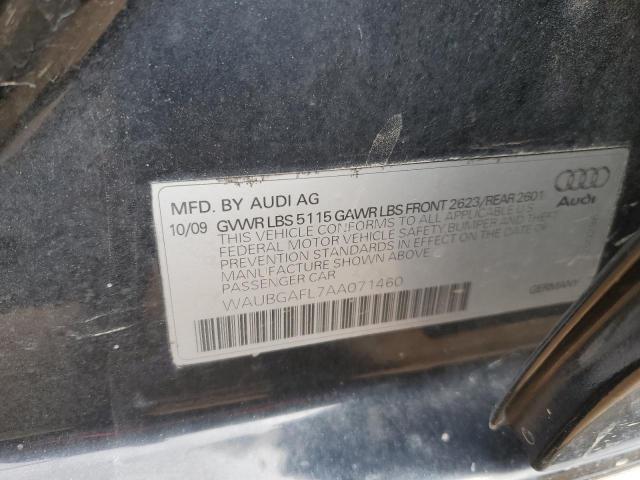 MFD. BY AUDI AG
10/09 GVWR LBS 5115 GAWR LBS FRONT 2623/REAR 2601
THIS VEHICLE CONFORMS TO ALL APPLICABLE U.S.
FEDERAL MOTOR VEHICLE SAFETY, BUMPER, AND THEFT
PREVENTION STANDARDS IN EFFECT ON THE DATE OF
MANUFACTURE SHOWN ABOVE.
PASSENGER CAR
WAUBGAFL7AA071460
Audi
GERMANY